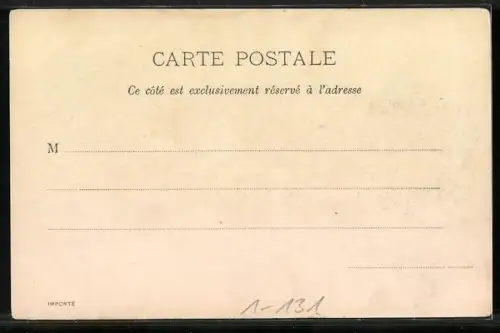 CARTE POSTALE
Ce côté est exclusivement réservé à l'adresse
M
IMPORTÉ
1-131